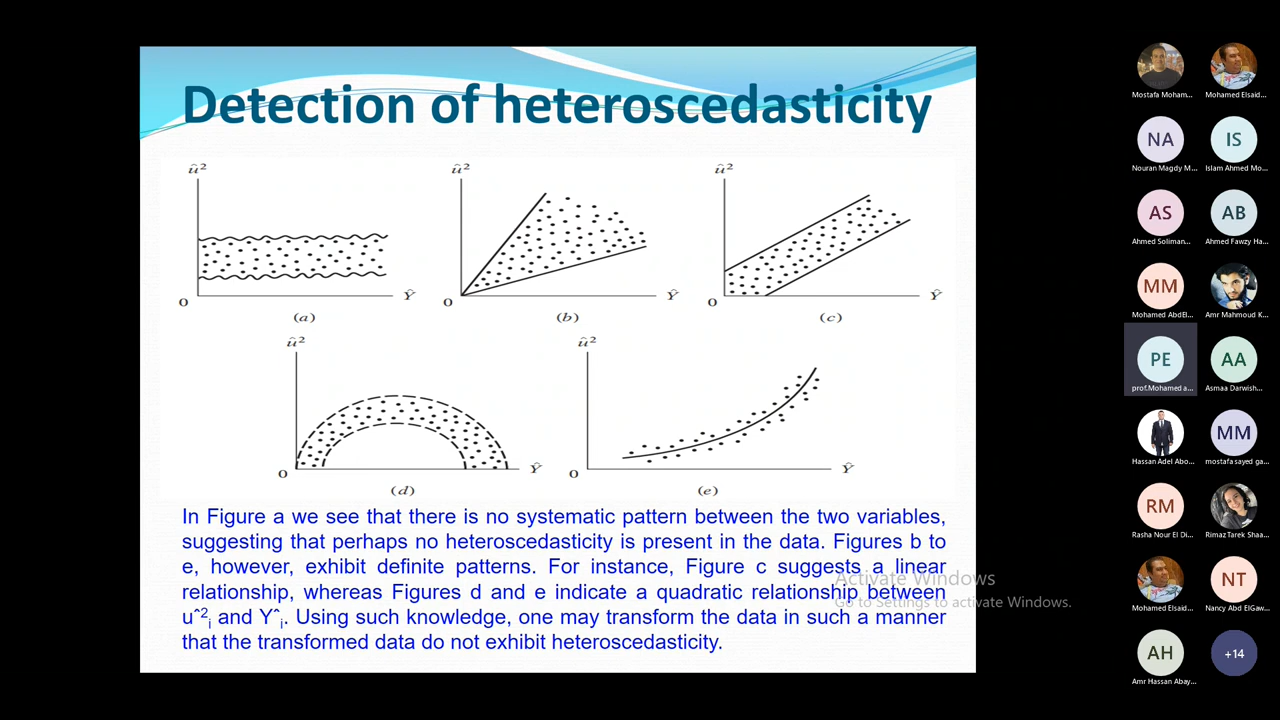 Detection of heteroscedasticity
û²
û²
û²
0
Ŷ
0
Ŷ
0
Ŷ
(a)
(b)
(c)
û²
û²
0
Ŷ
0
Ŷ
(d)
(e)
In Figure a we see that there is no systematic pattern between the two variables,
suggesting that perhaps no heteroscedasticity is present in the data. Figures b to
e, however, exhibit definite patterns. For instance, Figure c suggests a linear
relationship, whereas Figures d and e indicate a quadratic relationship between
uˆ²ᵢ and Yˆᵢ. Using such knowledge, one may transform the data in such a manner
that the transformed data do not exhibit heteroscedasticity.
Activate Windows
Go to Settings to activate Windows.
Mostafa Moham...
Mohamed Elsaid...
NA
IS
Nouran Magdy M...
Islam Ahmed Mo...
AS
AB
Ahmed Soliman...
Ahmed Fawzy Ha...
MM
Mohamed AbdEl...
Amr Mahmoud K...
PE
AA
prof.Mohamed a...
Asmaa Darwish...
MM
Hassan Adel Abo...
mostafa sayed ga...
RM
Rasha Nour El Di...
Rimaz Tarek Shaa...
NT
Mohamed Elsaid...
Nancy Abd ElGaw...
AH
+14
Amr Hassan Abay...